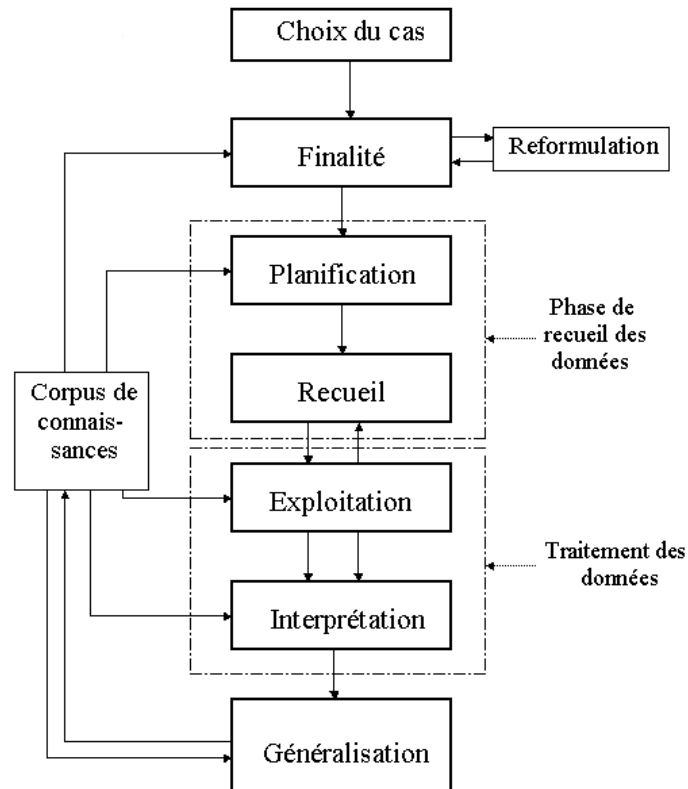 Choix du cas
Finalité
Reformulation
Planification
Phase de
recueil des
données
Recueil
Corpus de
connais-
sances
Exploitation
Traitement des
données
Interprétation
Généralisation